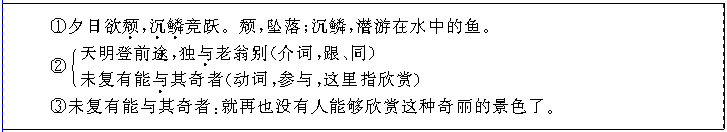 ①夕日欲颓,沉鳞竞跃。颓,坠落;沉鳞,潜游在水中的鱼。
②
天明登前途,独与老翁别(介词,跟、同)
未复有能与其奇者(动词,参与,这里指欣赏)
③未复有能与其奇者:就再也没有人能够欣赏这种奇丽的景色了。